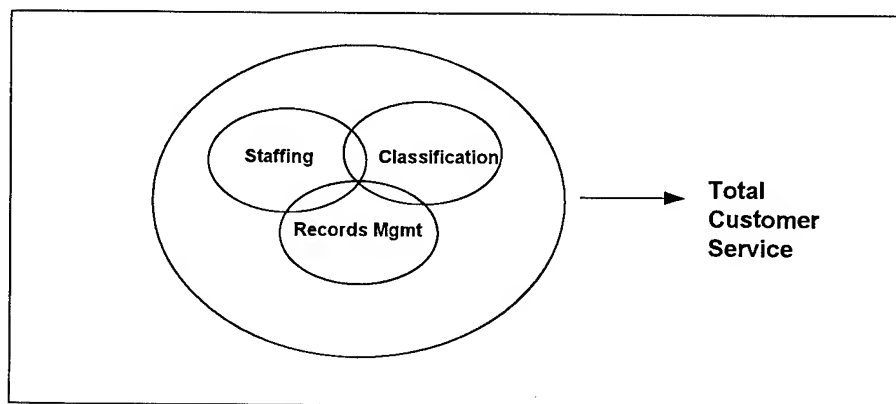 Staffing
Classification
Records Mgmt
Total
Customer
Service